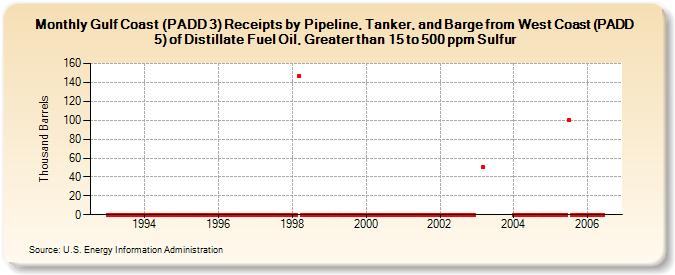 Monthly Gulf Coast (PADD 3) Receipts by Pipeline, Tanker, and Barge from West Coast (PADD
5) of Distillate Fuel Oil, Greater than 15 to 500 ppm Sulfur
Thousand Barrels
160
140
120
100
80
60
40
20
0
1994 1996 1998 2000 2002 2004 2006
Source: U.S. Energy Information Administration